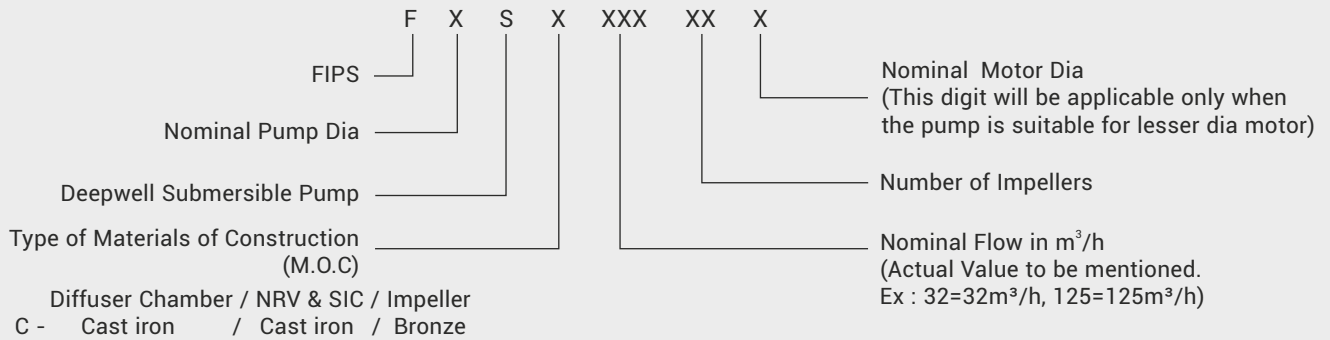 F X S X XXX XX X
FIPS
Nominal Pump Dia
Deepwell Submersible Pump
Type of Materials of Construction
(M.O.C)
Diffuser Chamber / NRV & SIC / Impeller
C - Cast iron / Cast iron / Bronze
Nominal Motor Dia
(This digit will be applicable only when
the pump is suitable for lesser dia motor)
Number of Impellers
Nominal Flow in m³/h
(Actual Value to be mentioned.
Ex : 32=32m³/h, 125=125m³/h)